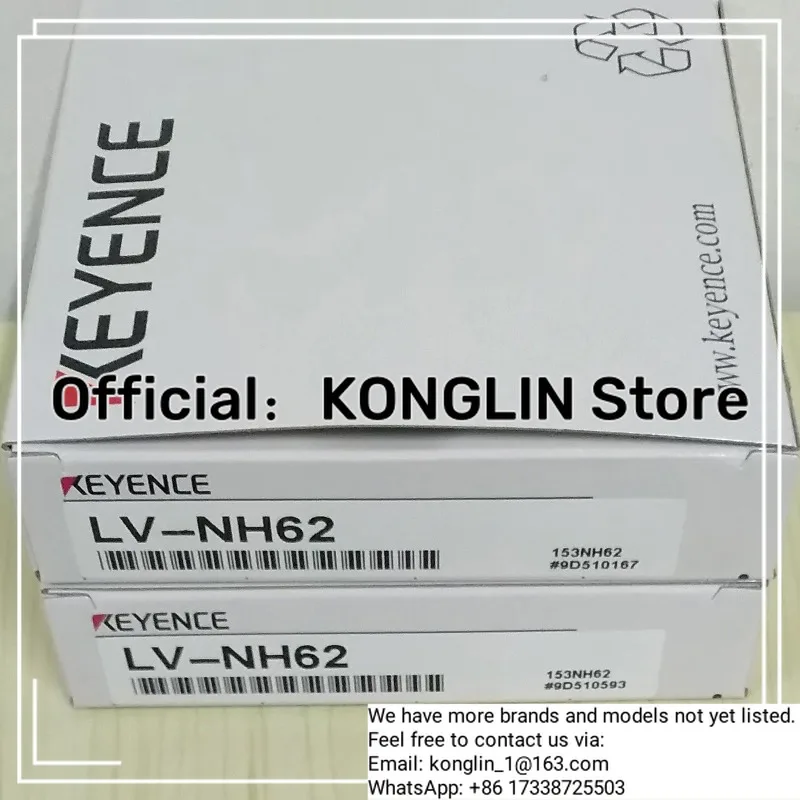 KEYENCE
www.keyence.com
Official: KONGLIN Store
KEYENCE
LV-NH62
153NH62
#9D510167
KEYENCE
LV-NH62
153NH62
#9D510593
We have more brands and models not yet listed.
Feel free to contact us via:
Email: konglin_1@163.com
WhatsApp: +86 17338725503